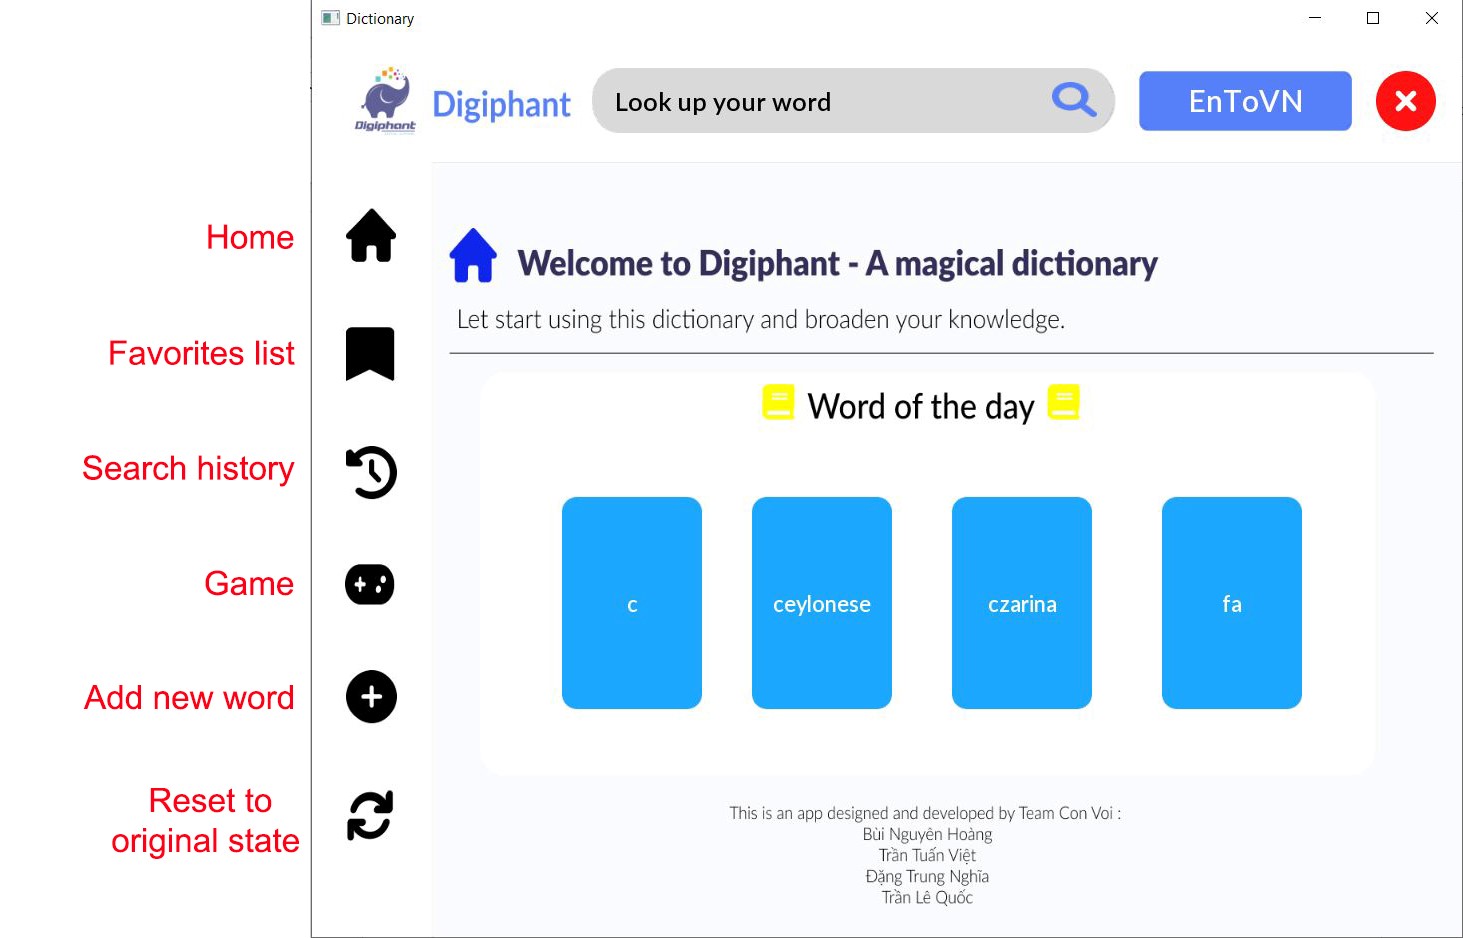 Dictionary
Digiphant
Digiphant
Look up your word
EnToVN
Home
Favorites list
Search history
Game
Add new word
Reset to
original state
Welcome to Digiphant - A magical dictionary
Let start using this dictionary and broaden your knowledge.
Word of the day
c
ceylonese
czarina
fa
This is an app designed and developed by Team Con Voi :
Bùi Nguyên Hoàng
Trần Tuấn Việt
Đặng Trung Nghĩa
Trần Lê Quốc